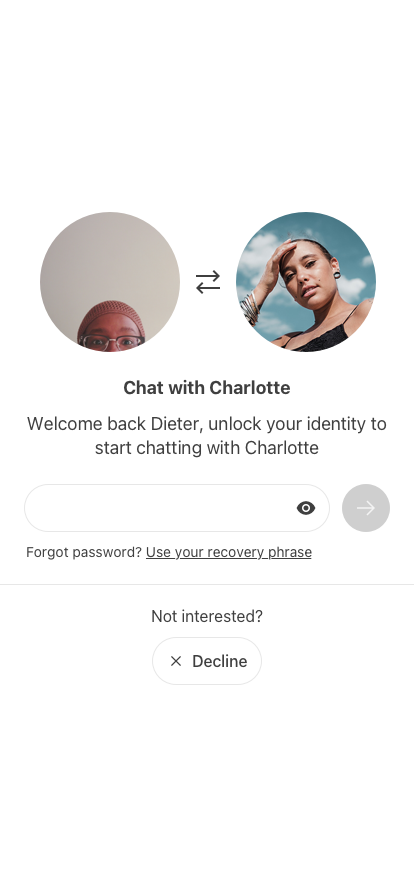 Chat with Charlotte
Welcome back Dieter, unlock your identity to
start chatting with Charlotte
Forgot password? Use your recovery phrase
Not interested?
Decline